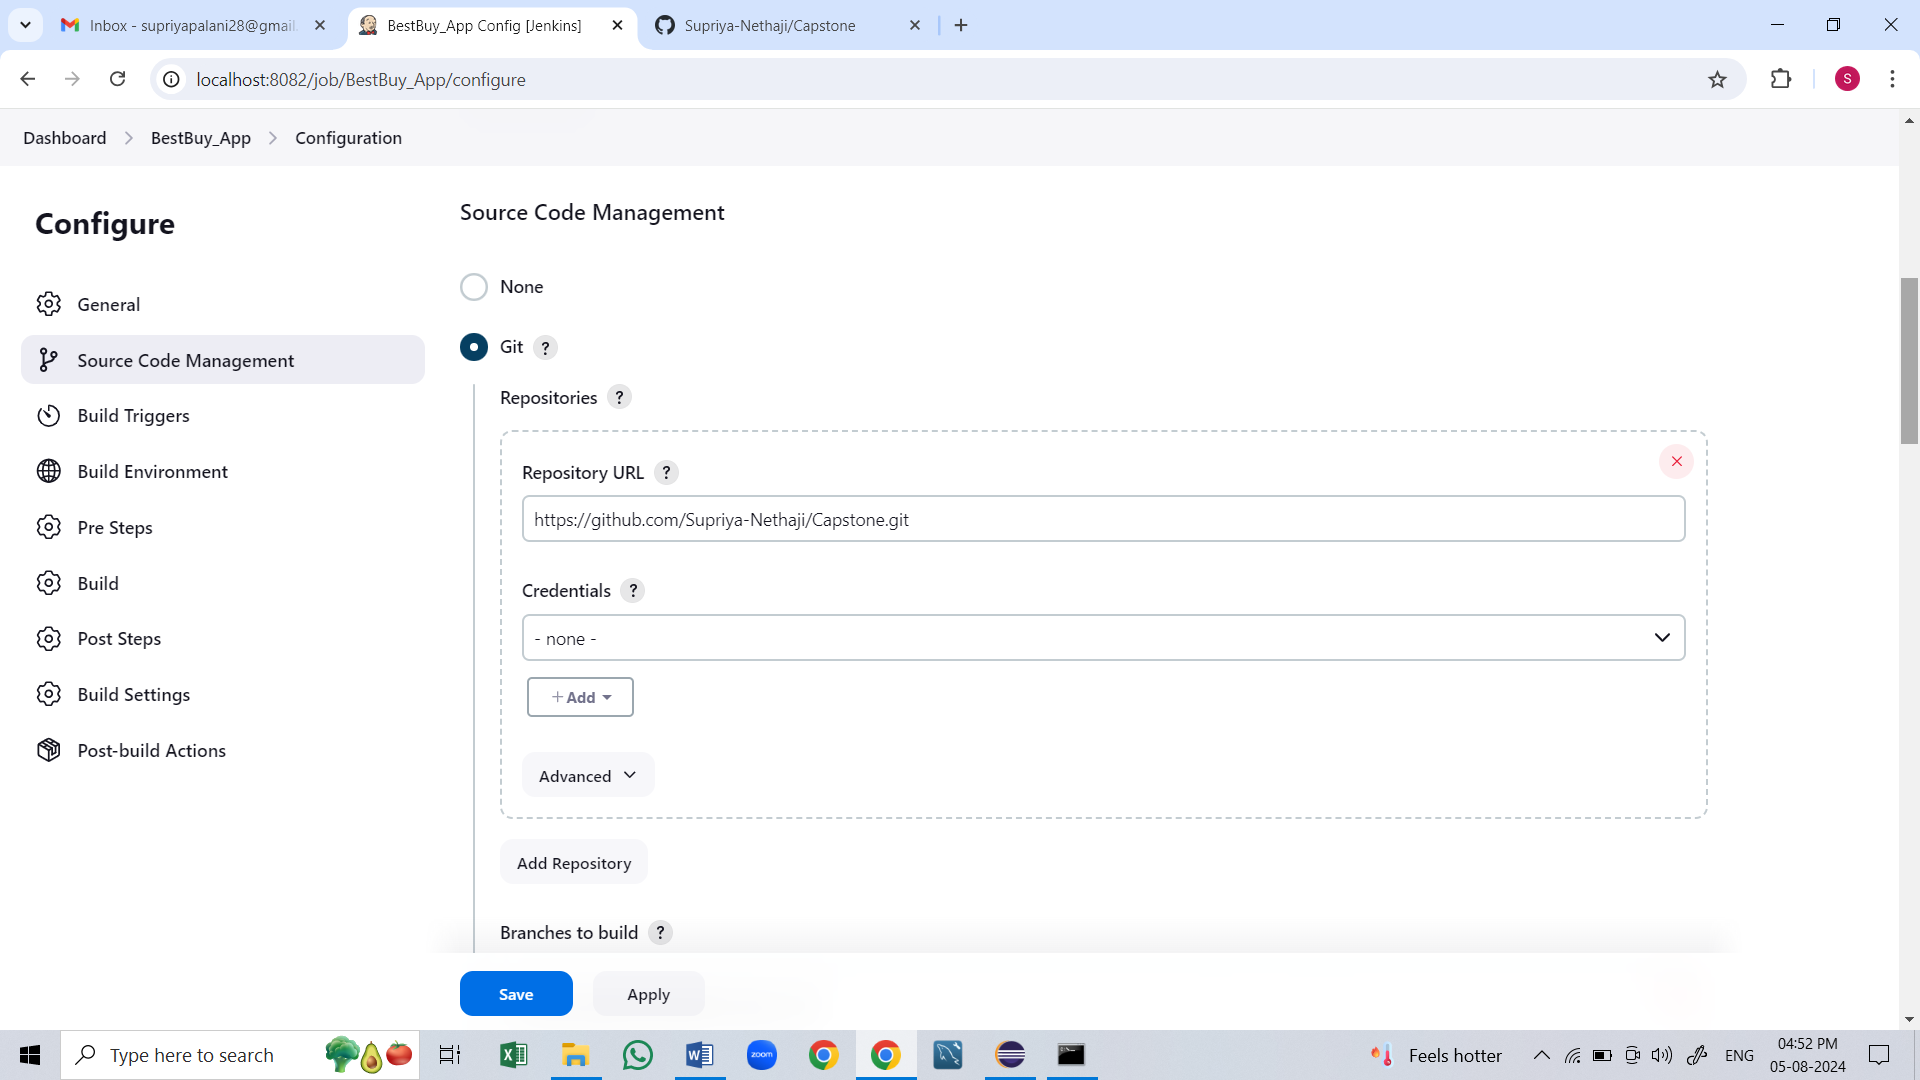 Inbox - supriyapalani28@gmail.
BestBuy_App Config [Jenkins]
Supriya-Nethaji/Capstone
localhost:8082/job/BestBuy_App/configure
S
Dashboard > BestBuy_App > Configuration
Configure
General
Source Code Management
Build Triggers
Build Environment
Pre Steps
Build
Post Steps
Build Settings
Post-build Actions
Source Code Management
None
Git ?
Repositories ?
Repository URL ?
https://github.com/Supriya-Nethaji/Capstone.git
Credentials ?
- none -
+ Add
Advanced
Add Repository
Branches to build ?
Save
Apply
Type here to search
zoom
Feels hotter
ENG
04:52 PM
05-08-2024